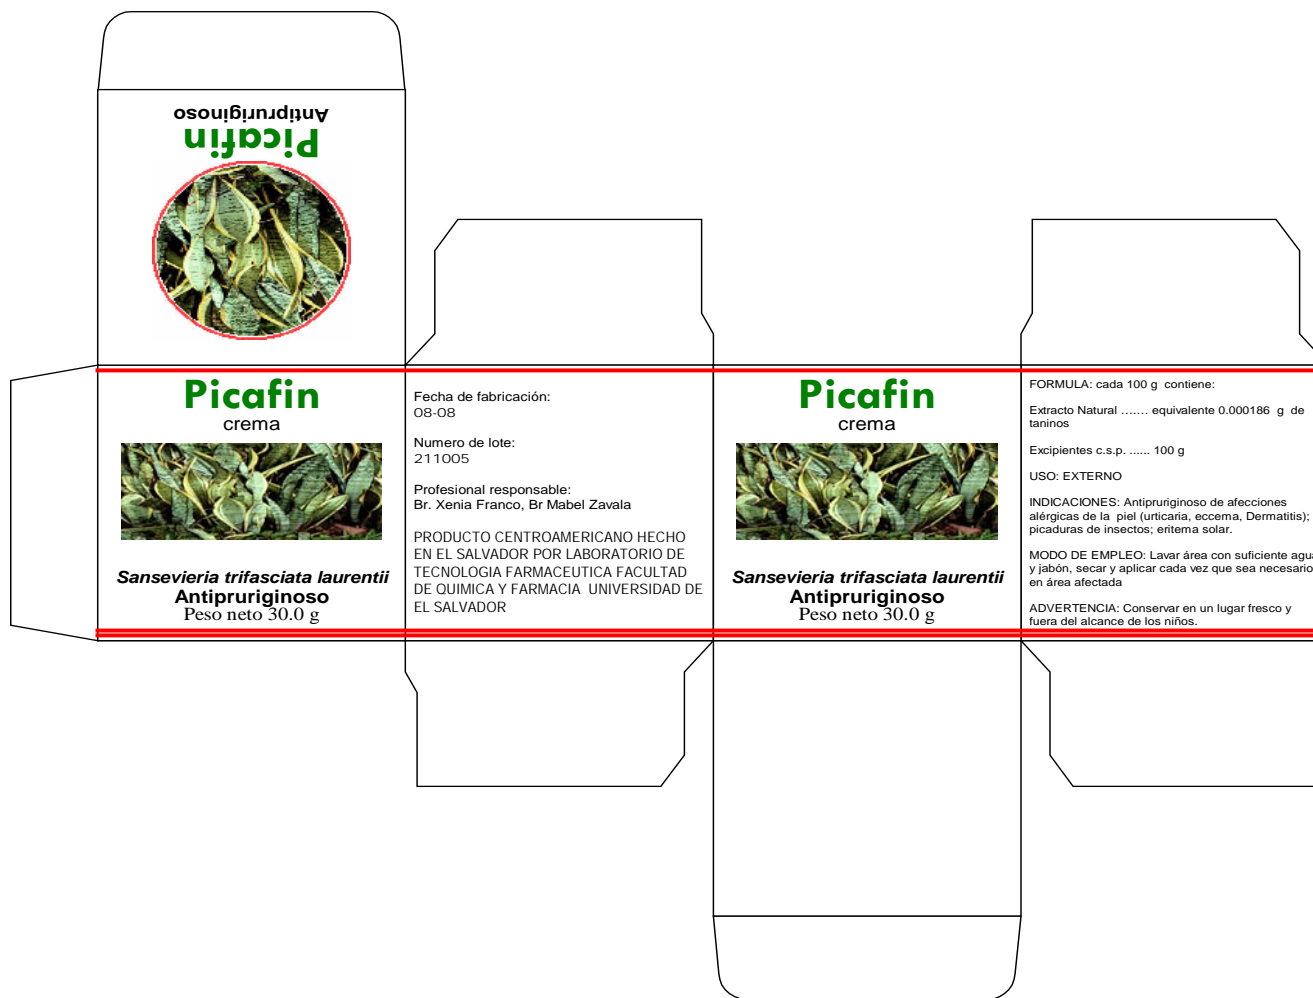 Antipruriginoso
Picafin
Picafin
crema
Sansevieria trifasciata laurentii
Antipruriginoso
Peso neto 30.0 g
Fecha de fabricación:
08-08
Numero de lote:
211005
Profesional responsable:
Br. Xenia Franco, Br Mabel Zavala
PRODUCTO CENTROAMERICANO HECHO
EN EL SALVADOR POR LABORATORIO DE
TECNOLOGIA FARMACEUTICA FACULTAD
DE QUIMICA Y FARMACIA UNIVERSIDAD DE
EL SALVADOR
Picafin
crema
Sansevieria trifasciata laurentii
Antipruriginoso
Peso neto 30.0 g
FORMULA: cada 100 g contiene:
Extracto Natural ....... equivalente 0.000186 g de
taninos
Excipientes c.s.p. ...... 100 g
USO: EXTERNO
INDICACIONES: Antipruriginoso de afecciones
alérgicas de la piel (urticaria, eccema, Dermatitis);
picaduras de insectos; eritema solar.
MODO DE EMPLEO: Lavar área con suficiente agua
y jabón, secar y aplicar cada vez que sea necesario
en área afectada
ADVERTENCIA: Conservar en un lugar fresco y
fuera del alcance de los niños.